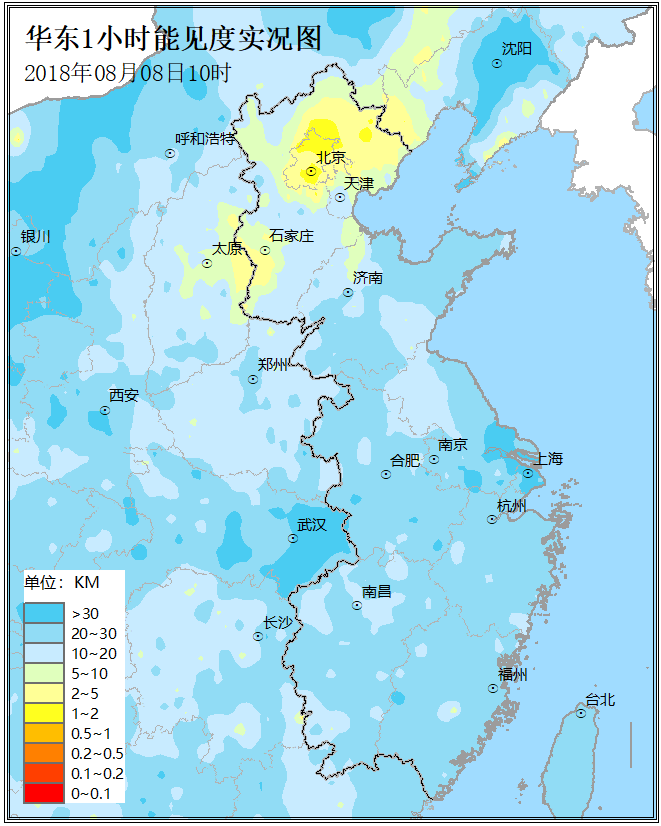 华东1小时能见度实况图
2018年08月08日10时
沈阳
呼和浩特
北京
天津
银川
太原
石家庄
济南
郑州
西安
南京
合肥
上海
杭州
武汉
南昌
长沙
福州
台北
单位：KM
>30
20~30
10~20
5~10
2~5
1~2
0.5~1
0.2~0.5
0.1~0.2
0~0.1